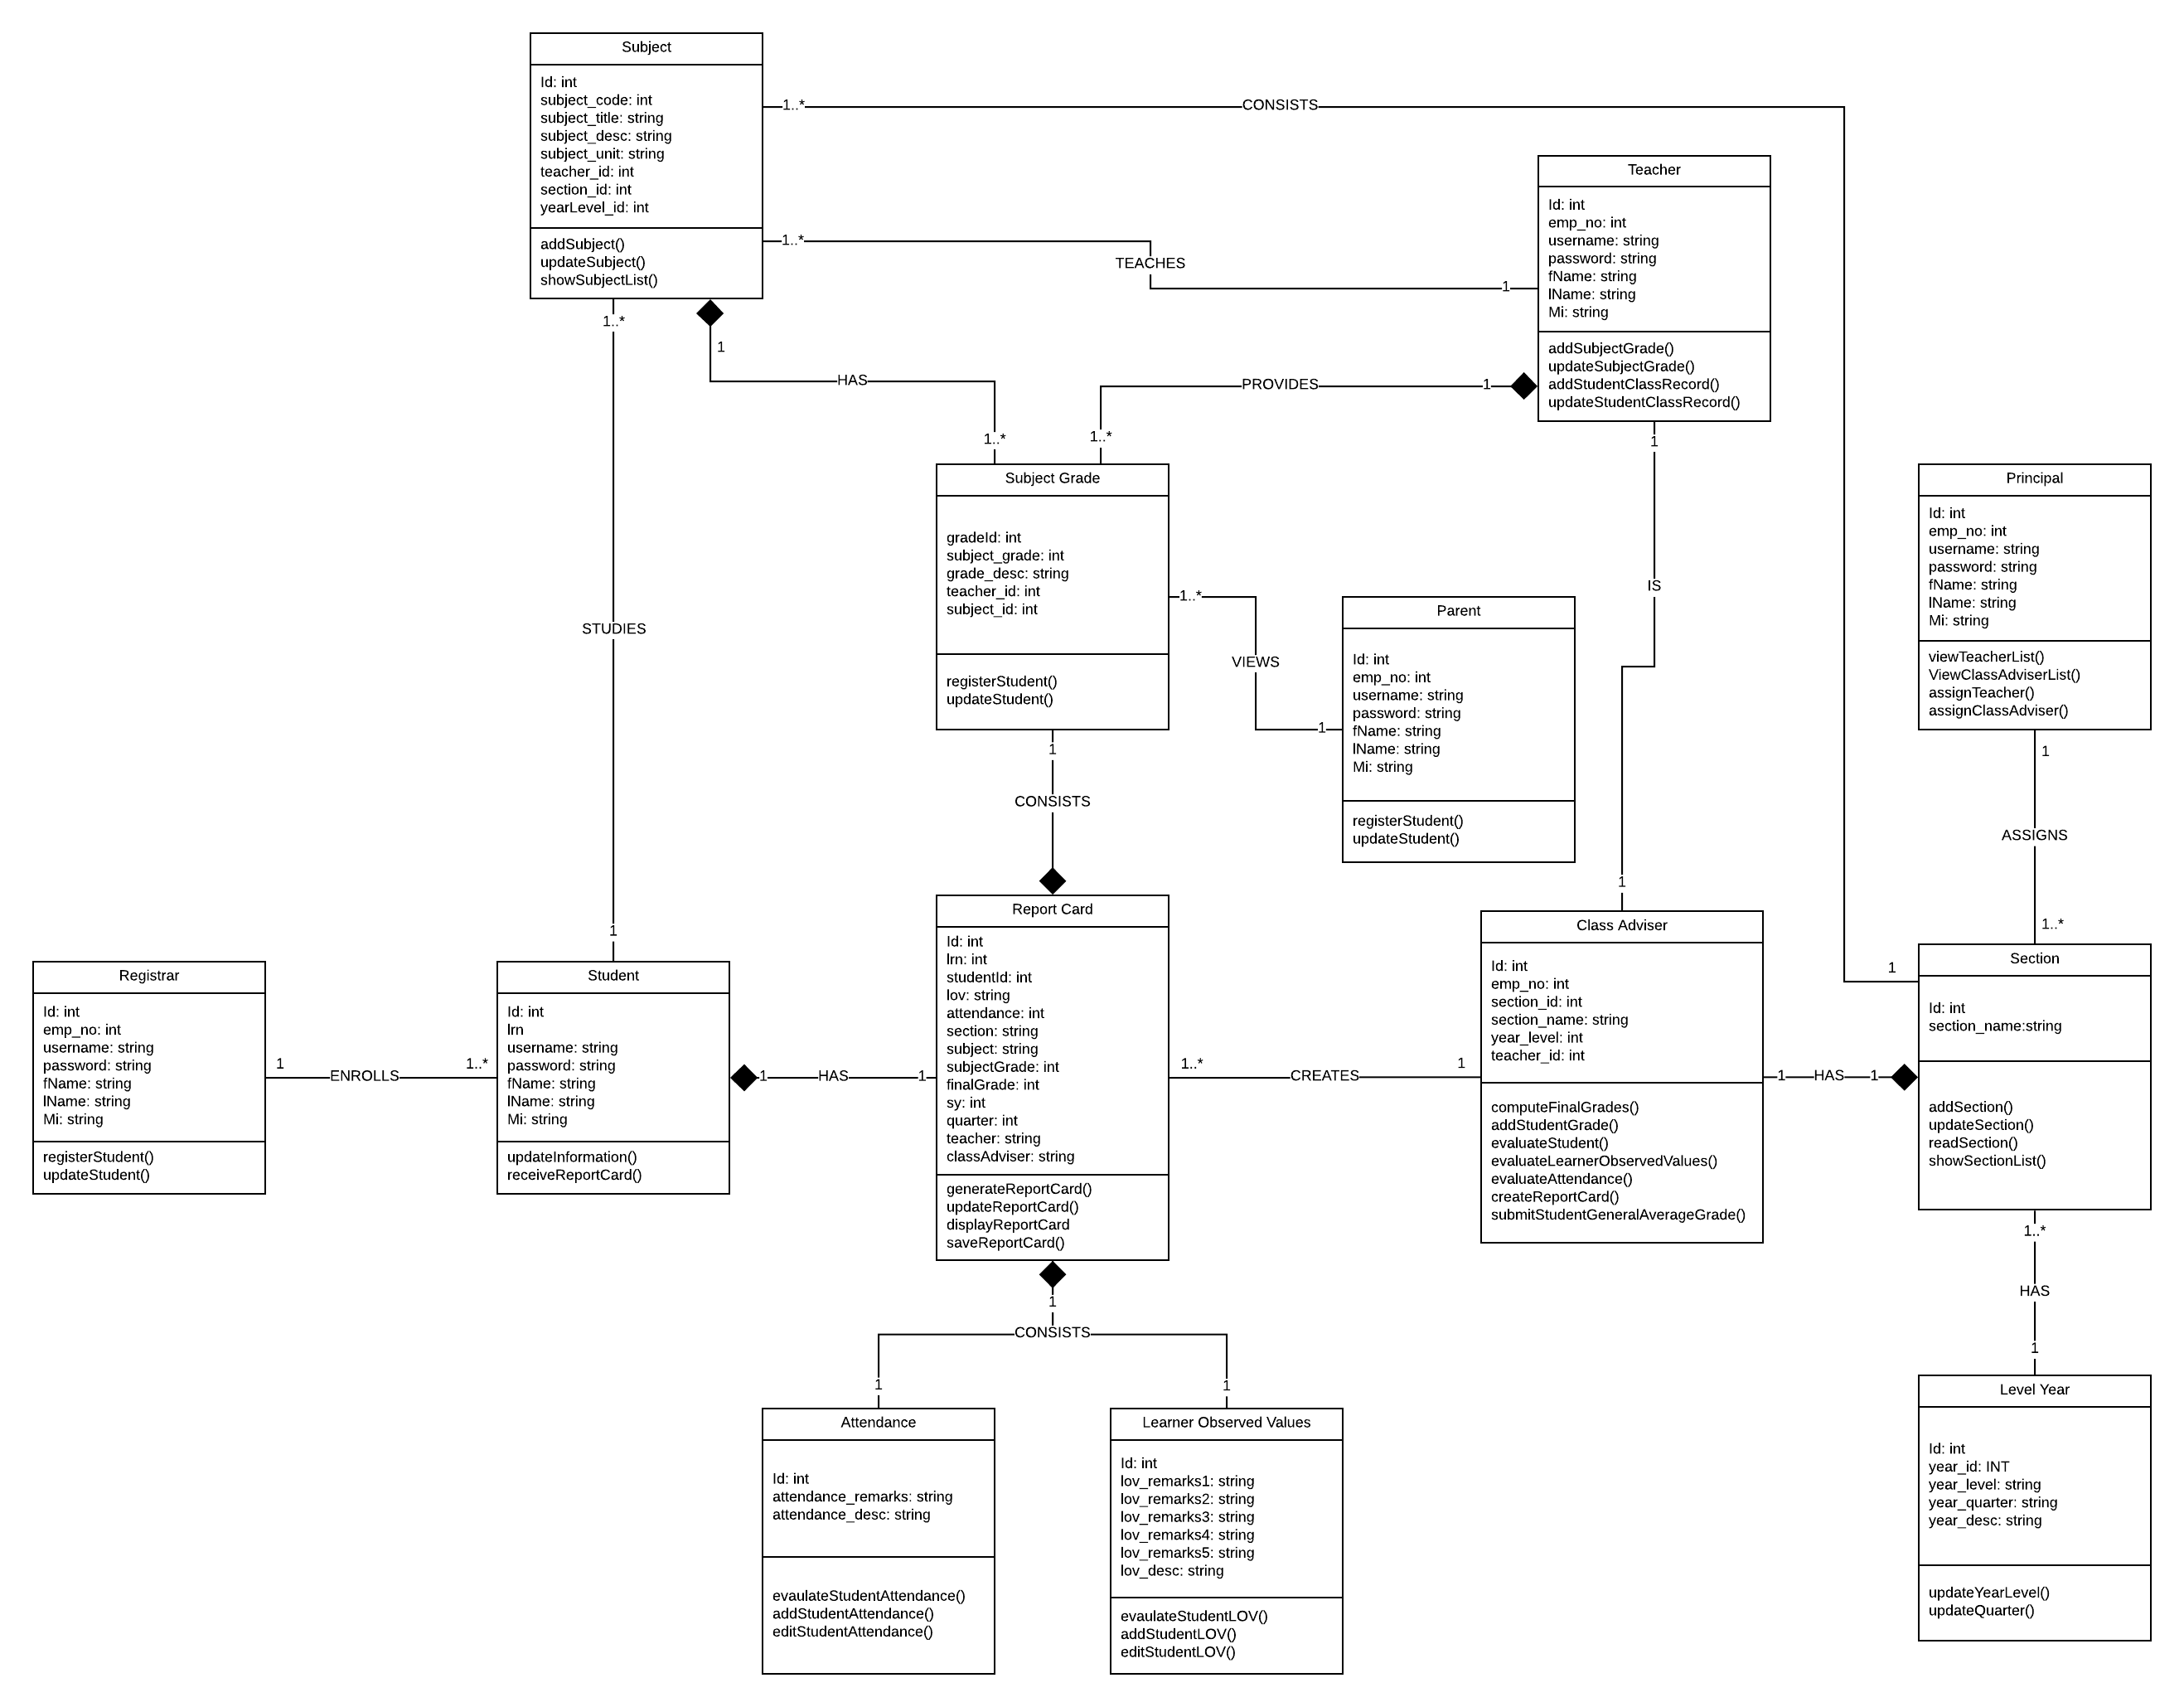 Subject
Id: int
subject_code: int
subject_title: string
subject_desc: string
subject_unit: string
teacher_id: int
section_id: int
yearLevel_id: int
addSubject()
updateSubject()
showSubjectList()
1..*
CONSISTS
1
1..*
TEACHES
1
Teacher
Id: int
emp_no: int
username: string
password: string
fName: string
lName: string
Mi: string
addSubjectGrade()
updateSubjectGrade()
addStudentClassRecord()
updateStudentClassRecord()
1..*
STUDIES
1
1
HAS
1..*
1..*
PROVIDES
1
1
IS
1
Subject Grade
gradeId: int
subject_grade: int
grade_desc: string
teacher_id: int
subject_id: int
registerStudent()
updateStudent()
1..*
VIEWS
1
Parent
Id: int
emp_no: int
username: string
password: string
fName: string
lName: string
Mi: string
registerStudent()
updateStudent()
Principal
Id: int
emp_no: int
username: string
password: string
fName: string
lName: string
Mi: string
viewTeacherList()
ViewClassAdviserList()
assignTeacher()
assignClassAdviser()
1
ASSIGNS
1..*
1
CONSISTS
Registrar
Id: int
emp_no: int
username: string
password: string
fName: string
lName: string
Mi: string
registerStudent()
updateStudent()
1
ENROLLS
1..*
Student
Id: int
lrn
username: string
password: string
fName: string
lName: string
Mi: string
updateInformation()
receiveReportCard()
1
HAS
1
Report Card
Id: int
lrn: int
studentId: int
lov: string
attendance: int
section: string
subject: string
subjectGrade: int
finalGrade: int
sy: int
quarter: int
teacher: string
classAdviser: string
generateReportCard()
updateReportCard()
displayReportCard
saveReportCard()
1..*
CREATES
1
Class Adviser
Id: int
emp_no: int
section_id: int
section_name: string
year_level: int
teacher_id: int
computeFinalGrades()
addStudentGrade()
evaluateStudent()
evaluateLearnerObservedValues()
evaluateAttendance()
createReportCard()
submitStudentGeneralAverageGrade()
1
HAS
1
Section
Id: int
section_name:string
addSection()
updateSection()
readSection()
showSectionList()
1..*
HAS
1
1
CONSISTS
1
1
Attendance
Id: int
attendance_remarks: string
attendance_desc: string
evaulateStudentAttendance()
addStudentAttendance()
editStudentAttendance()
Learner Observed Values
Id: int
lov_remarks1: string
lov_remarks2: string
lov_remarks3: string
lov_remarks4: string
lov_remarks5: string
lov_desc: string
evaulateStudentLOV()
addStudentLOV()
editStudentLOV()
Level Year
Id: int
year_id: INT
year_level: string
year_quarter: string
year_desc: string
updateYearLevel()
updateQuarter()